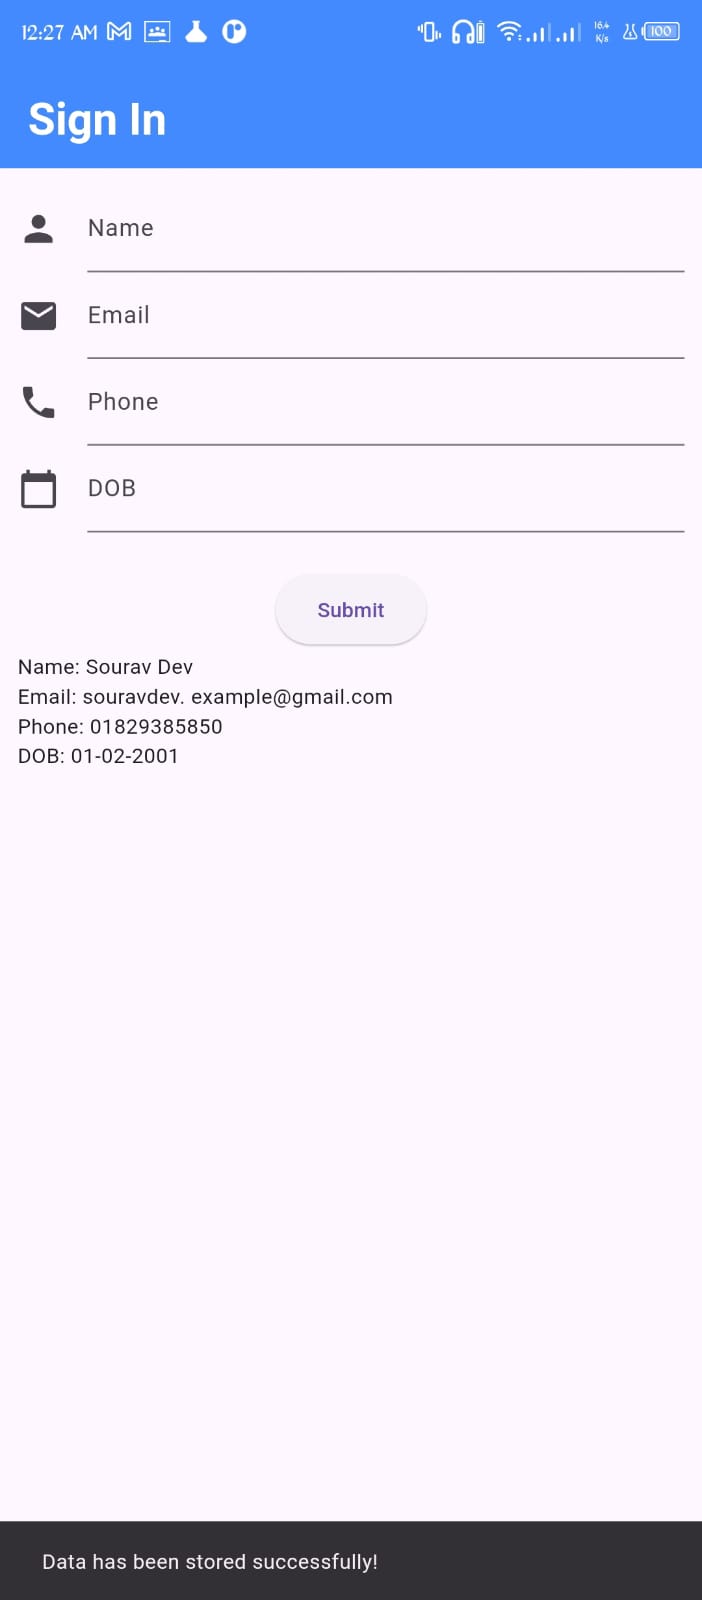 12:27 AM 16.4 K/s 100
Sign In
Name
Email
Phone
DOB
Submit
Name: Sourav Dev
Email: souravdev. example@gmail.com
Phone: 01829385850
DOB: 01-02-2001
Data has been stored successfully!